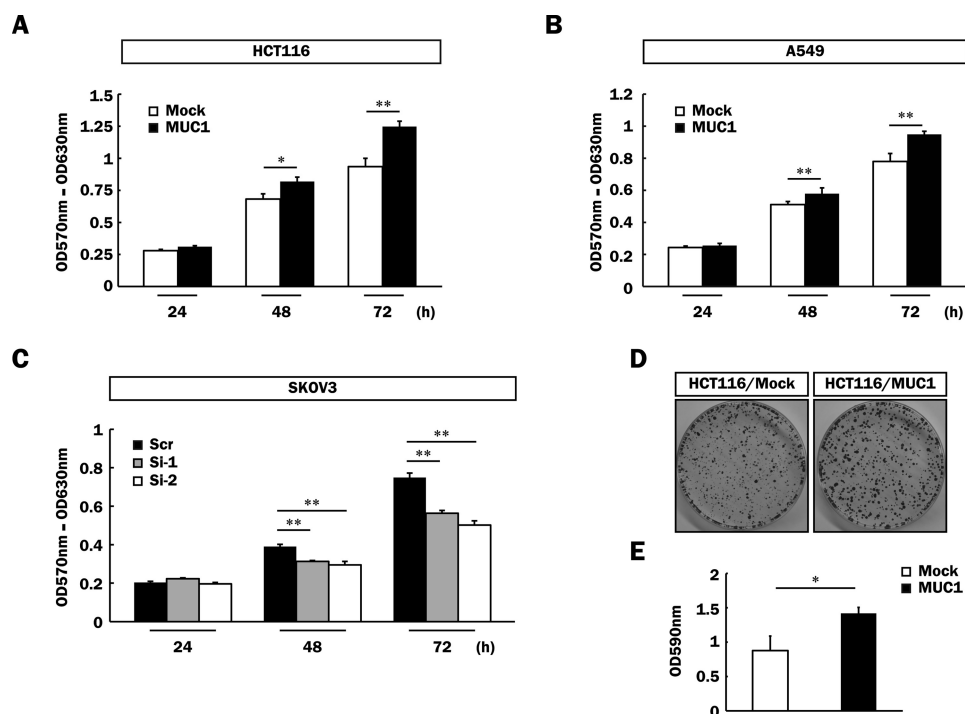 A
HCT116
1.5
1.25
1
0.75
0.5
0.25
0
OD570nm – OD630nm
Mock
MUC1
*
**
24 48 72 (h)
B
A549
1.2
1.0
0.8
0.6
0.4
0.2
0
OD570nm – OD630nm
Mock
MUC1
**
**
24 48 72 (h)
C
SKOV3
1
0.8
0.6
0.4
0.2
0
OD570nm – OD630nm
Scr
Si-1
Si-2
**
**
**
**
24 48 72 (h)
D
HCT116/Mock HCT116/MUC1
E
2
1.5
1
0.5
0
OD590nm
*
Mock
MUC1